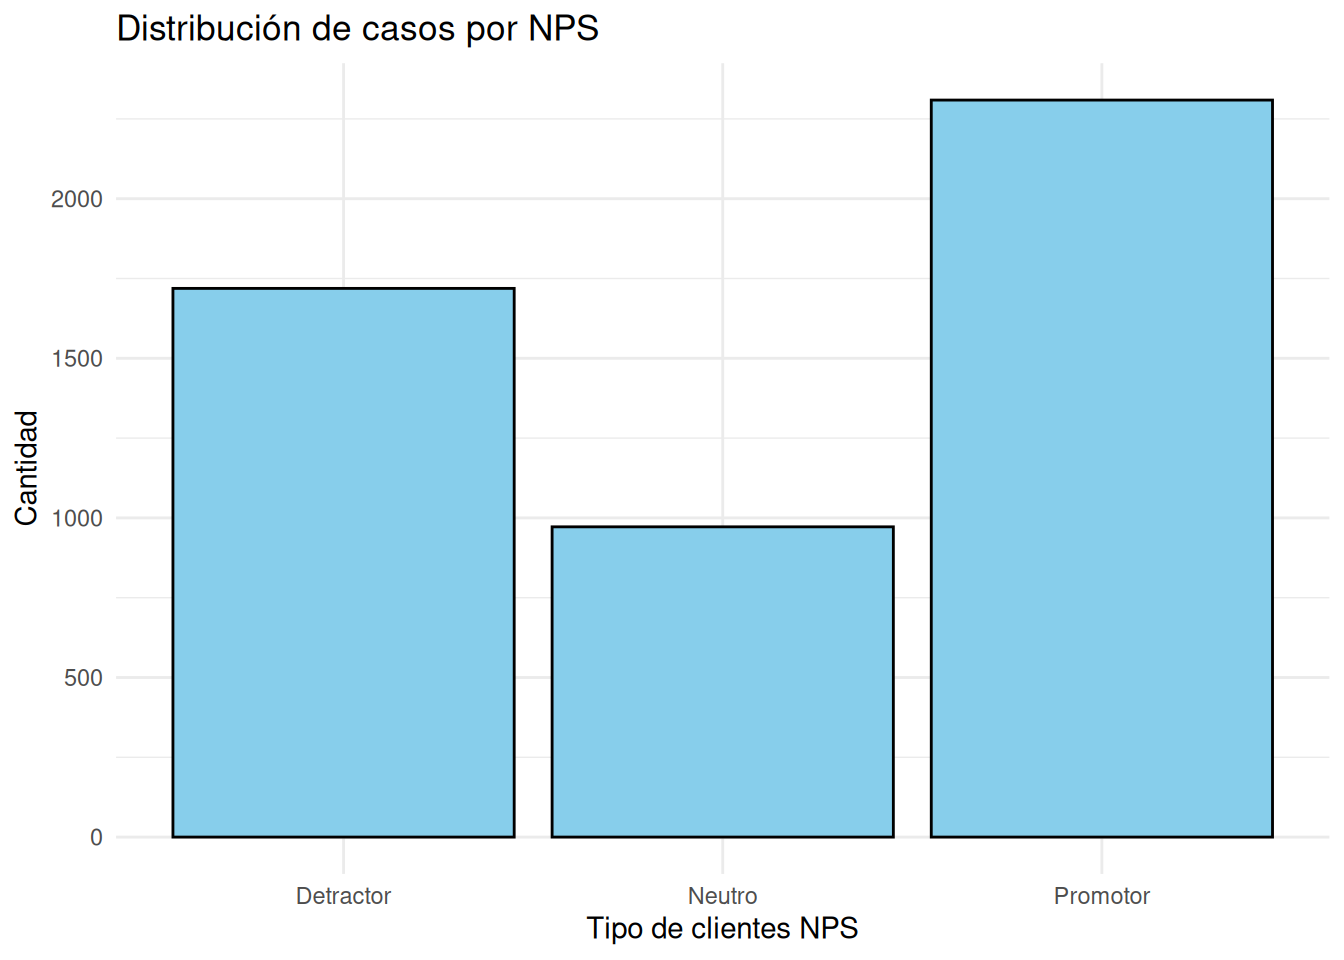 Distribución de casos por NPS
Cantidad
2000
1500
1000
500
0
Detractor
Neutro
Promotor
Tipo de clientes NPS